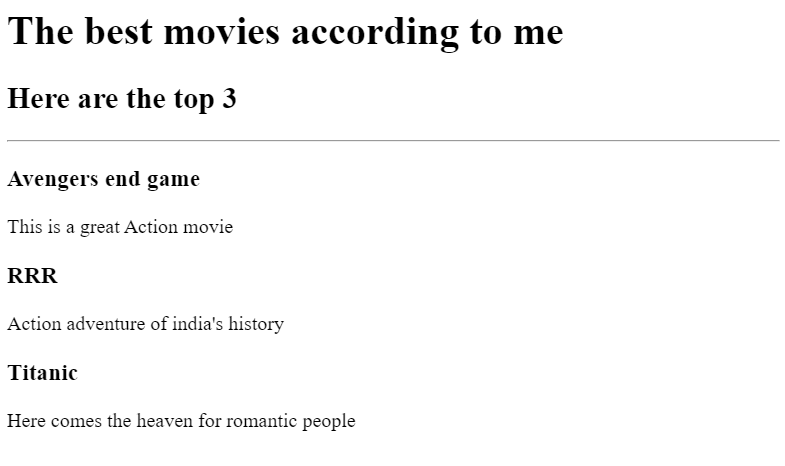 The best movies according to me
Here are the top 3
Avengers end game
This is a great Action movie
RRR
Action adventure of india's history
Titanic
Here comes the heaven for romantic people